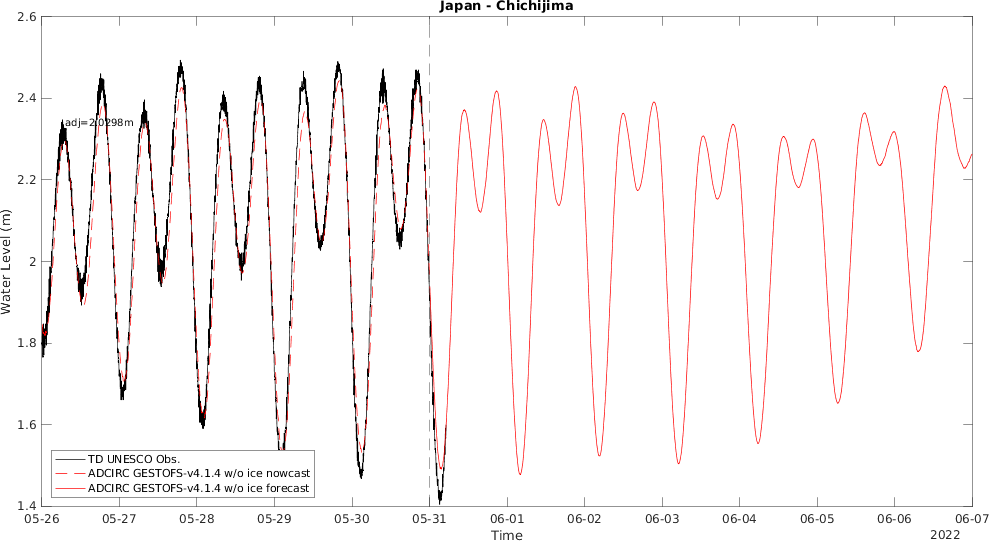 Japan - Chichijima
2.6
2.4
2.2
2
1.8
1.6
1.4
Water Level (m)
adj=2.0298m
TD UNESCO Obs.
ADCIRC GESTOFS-v4.1.4 w/o ice nowcast
ADCIRC GESTOFS-v4.1.4 w/o ice forecast
05-26 05-27 05-28 05-29 05-30 05-31 06-01 06-02 06-03 06-04 06-05 06-06 06-07
Time
2022